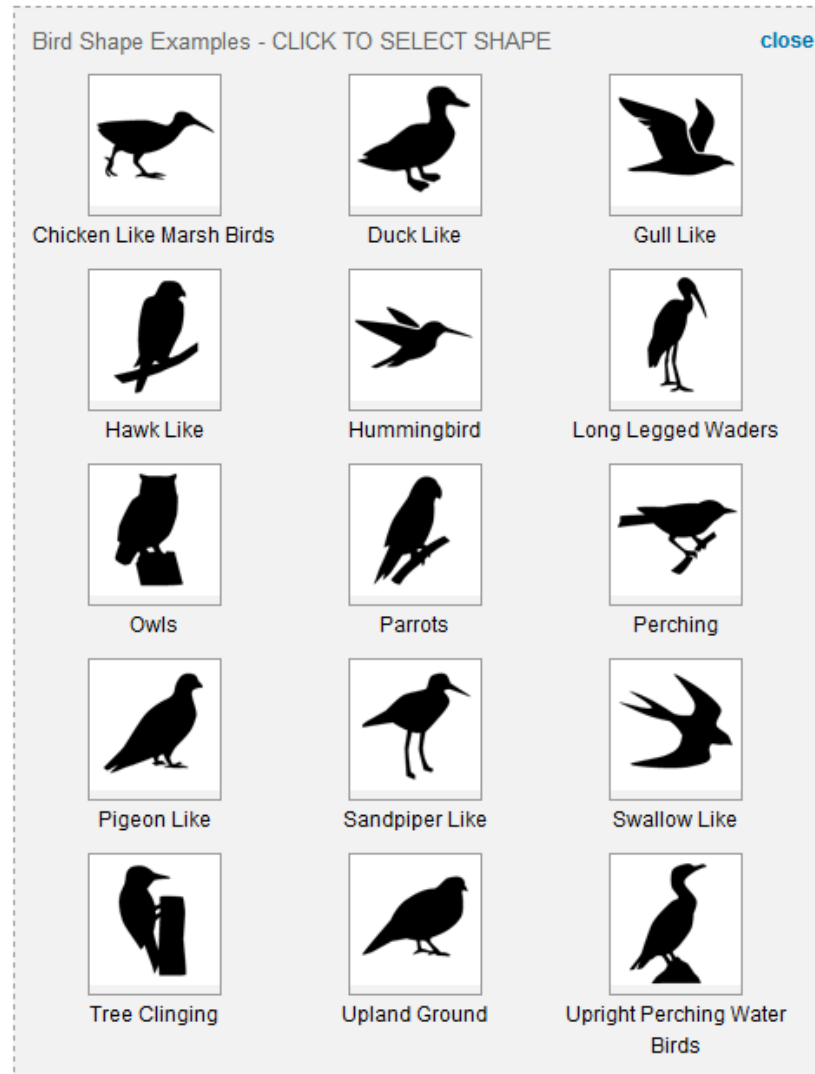 Bird Shape Examples - CLICK TO SELECT SHAPE close
Chicken Like Marsh Birds Duck Like Gull Like
Hawk Like Hummingbird Long Legged Waders
Owls Parrots Perching
Pigeon Like Sandpiper Like Swallow Like
Tree Clinging Upland Ground Upright Perching Water
Birds